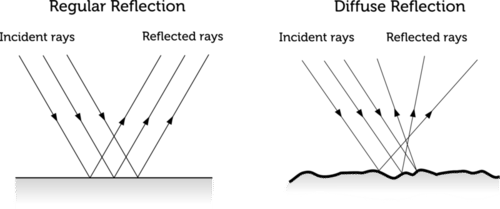 Regular Reflection
Incident rays
Reflected rays
Diffuse Reflection
Incident rays
Reflected rays